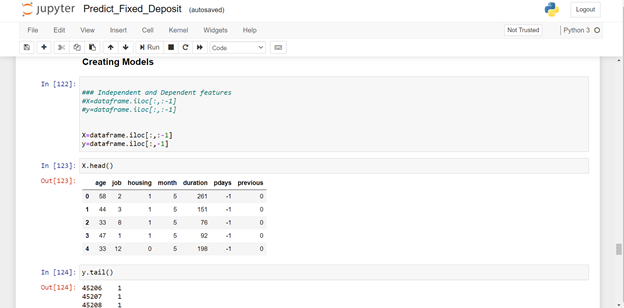 jupyter Predict_Fixed_Deposit (autosaved)
Logout
File Edit View Insert Cell Kernel Widgets Help
Not Trusted
Python 3
Run
Code
Creating Models
In [122]:
### Independent and Dependent features
#X=dataframe.iloc[:,:-1]
#y=dataframe.iloc[:,-1]
X=dataframe.iloc[:,:-1]
y=dataframe.iloc[:,-1]
In [123]: X.head()
Out[123]:
age job housing month duration pdays previous
0 58 2 1 5 261 -1 0
1 44 3 1 5 151 -1 0
2 33 8 1 5 76 -1 0
3 47 1 1 5 92 -1 0
4 33 12 0 5 198 -1 0
In [124]: y.tail()
Out[124]: 45206 1
45207 1
45208 1